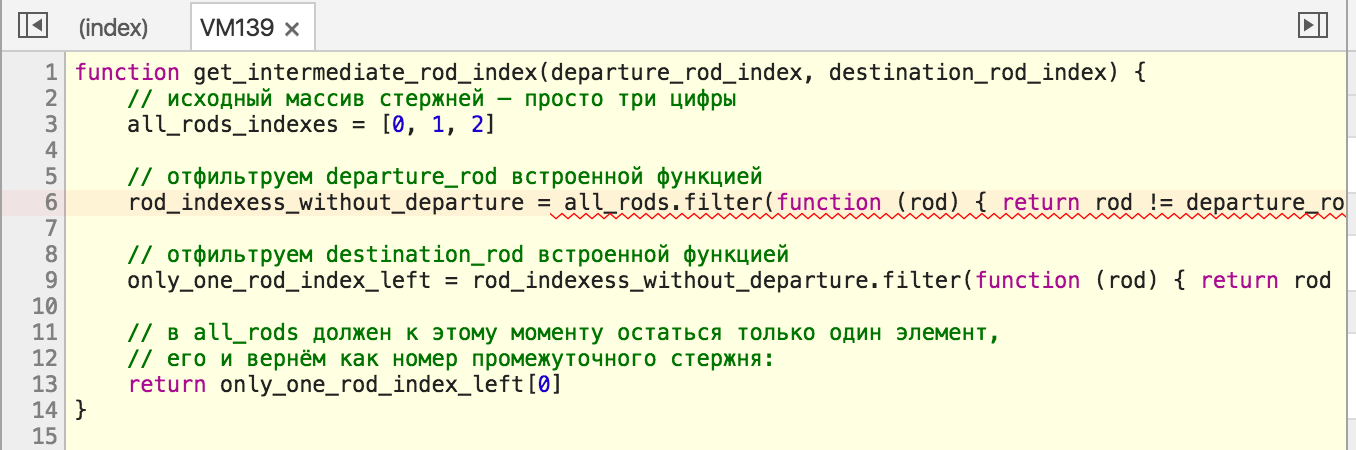 (index) VM139 ×
1 function get_intermediate_rod_index(departure_rod_index, destination_rod_index) {
2 // исходный массив стержней — просто три цифры
3 all_rods_indexes = [0, 1, 2]
4
5 // отфильтруем departure_rod встроенной функцией
6 rod_indexess_without_departure = all_rods.filter(function (rod) { return rod != departure_ro
7
8 // отфильтруем destination_rod встроенной функцией
9 only_one_rod_index_left = rod_indexess_without_departure.filter(function (rod) { return rod
10
11 // в all_rods должен к этому моменту остаться только один элемент,
12 // его и вернём как номер промежуточного стержня:
13 return only_one_rod_index_left[0]
14 }
15